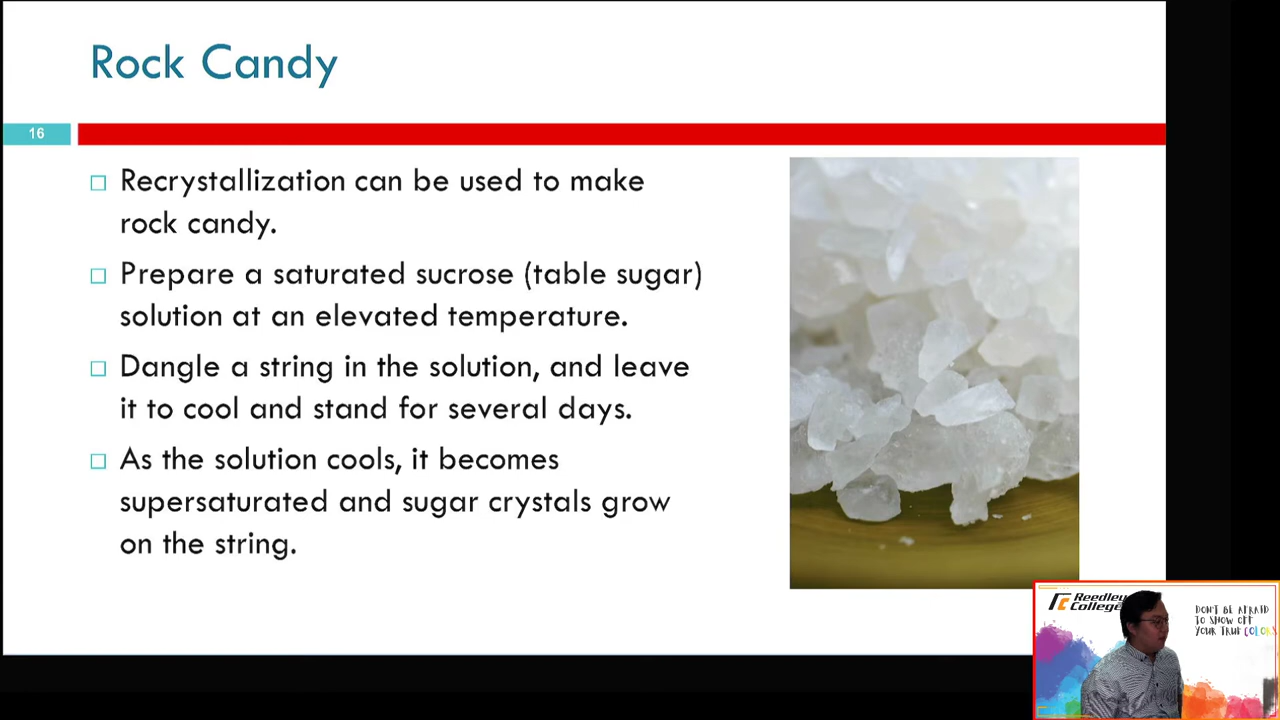 Rock Candy
16
Recrystallization can be used to make
rock candy.
Prepare a saturated sucrose (table sugar)
solution at an elevated temperature.
Dangle a string in the solution, and leave
it to cool and stand for several days.
As the solution cools, it becomes
supersaturated and sugar crystals grow
on the string.
Reedley
College
DON'T BE AFRAID
TO SHOW OFF
YOUR TRUE COLORS